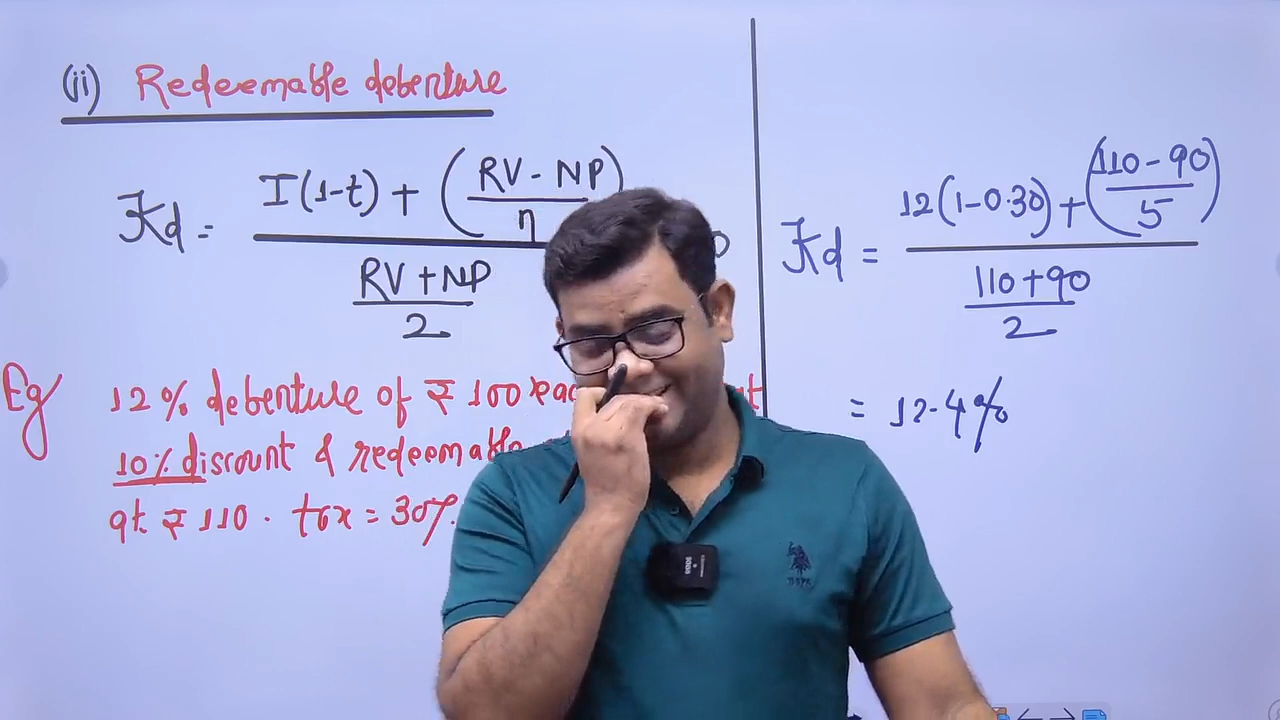 (ii) Redeemable debenture
Kd = I(1-t) + (RV - NP)
n
RV + NP
2
Eg 12% debenture of ₹ 100
10% discount & redeemable
at ₹ 110 . tax = 30%.
Kd = 12(1-0.30) + (110 - 90)
5
110 + 90
2
= 12.4%